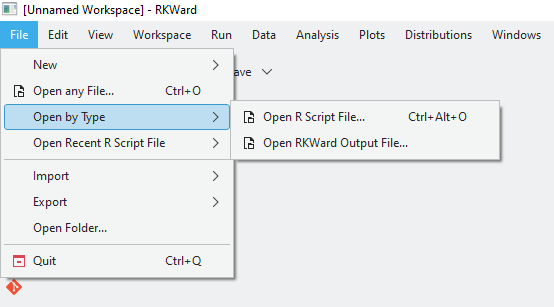 [Unnamed Workspace] - RKWard
File Edit View Workspace Run Data Analysis Plots Distributions Windows
New
ave
Open any File... Ctrl+O
Open by Type
Open R Script File... Ctrl+Alt+O
Open Recent R Script File
Open RKWard Output File...
Import
Export
Open Folder...
Quit Ctrl+Q